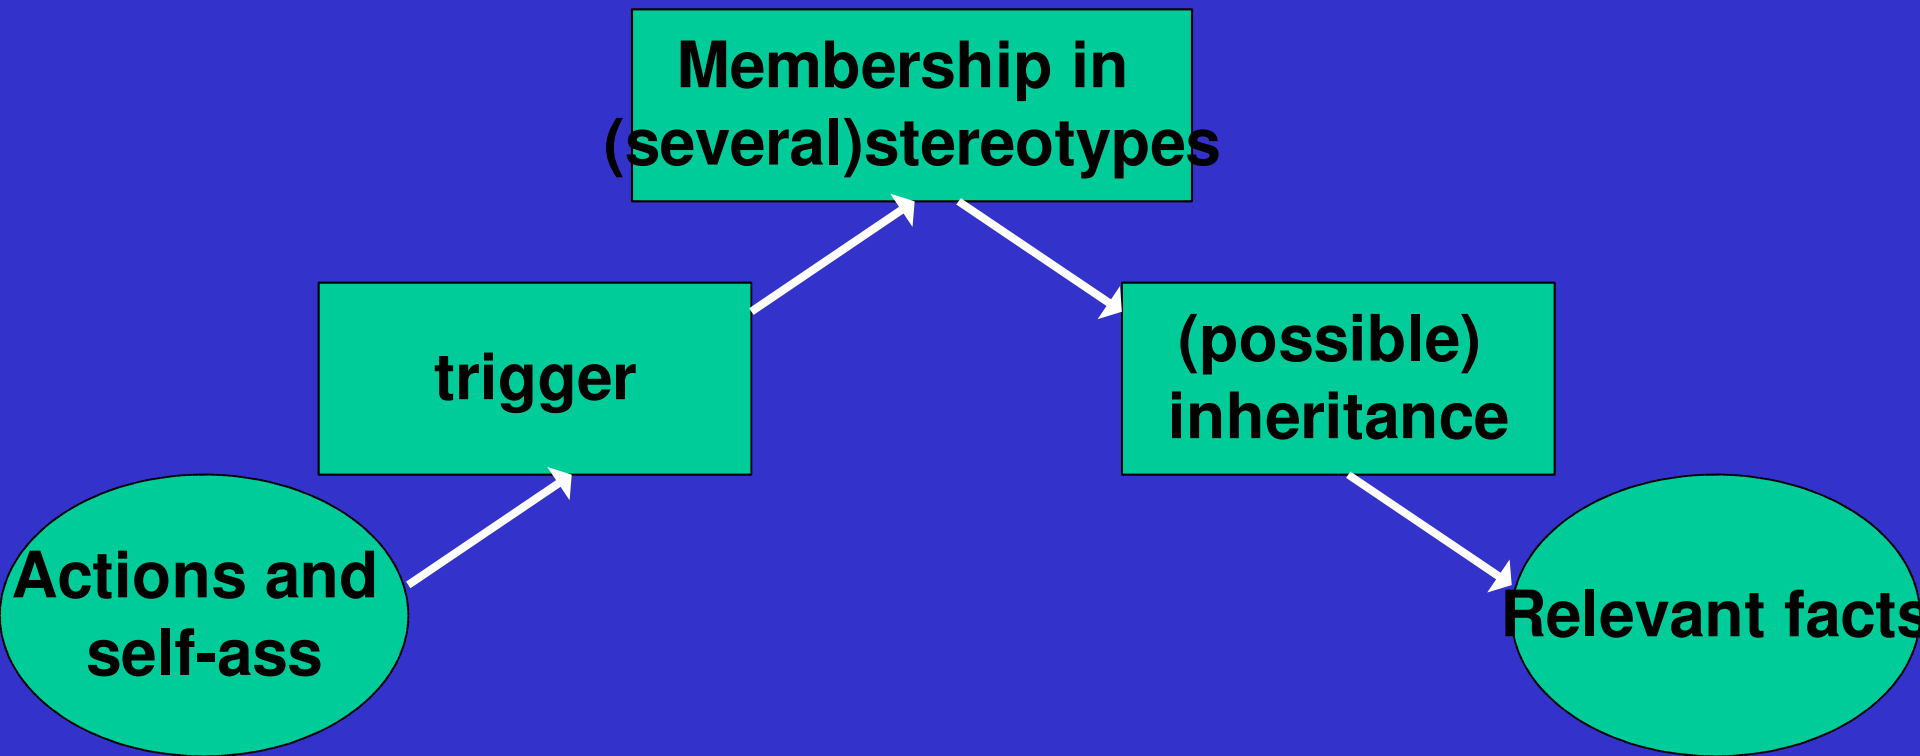 Membership in
(several)stereotypes
trigger
(possible)
inheritance
Actions and
self-ass
Relevant facts